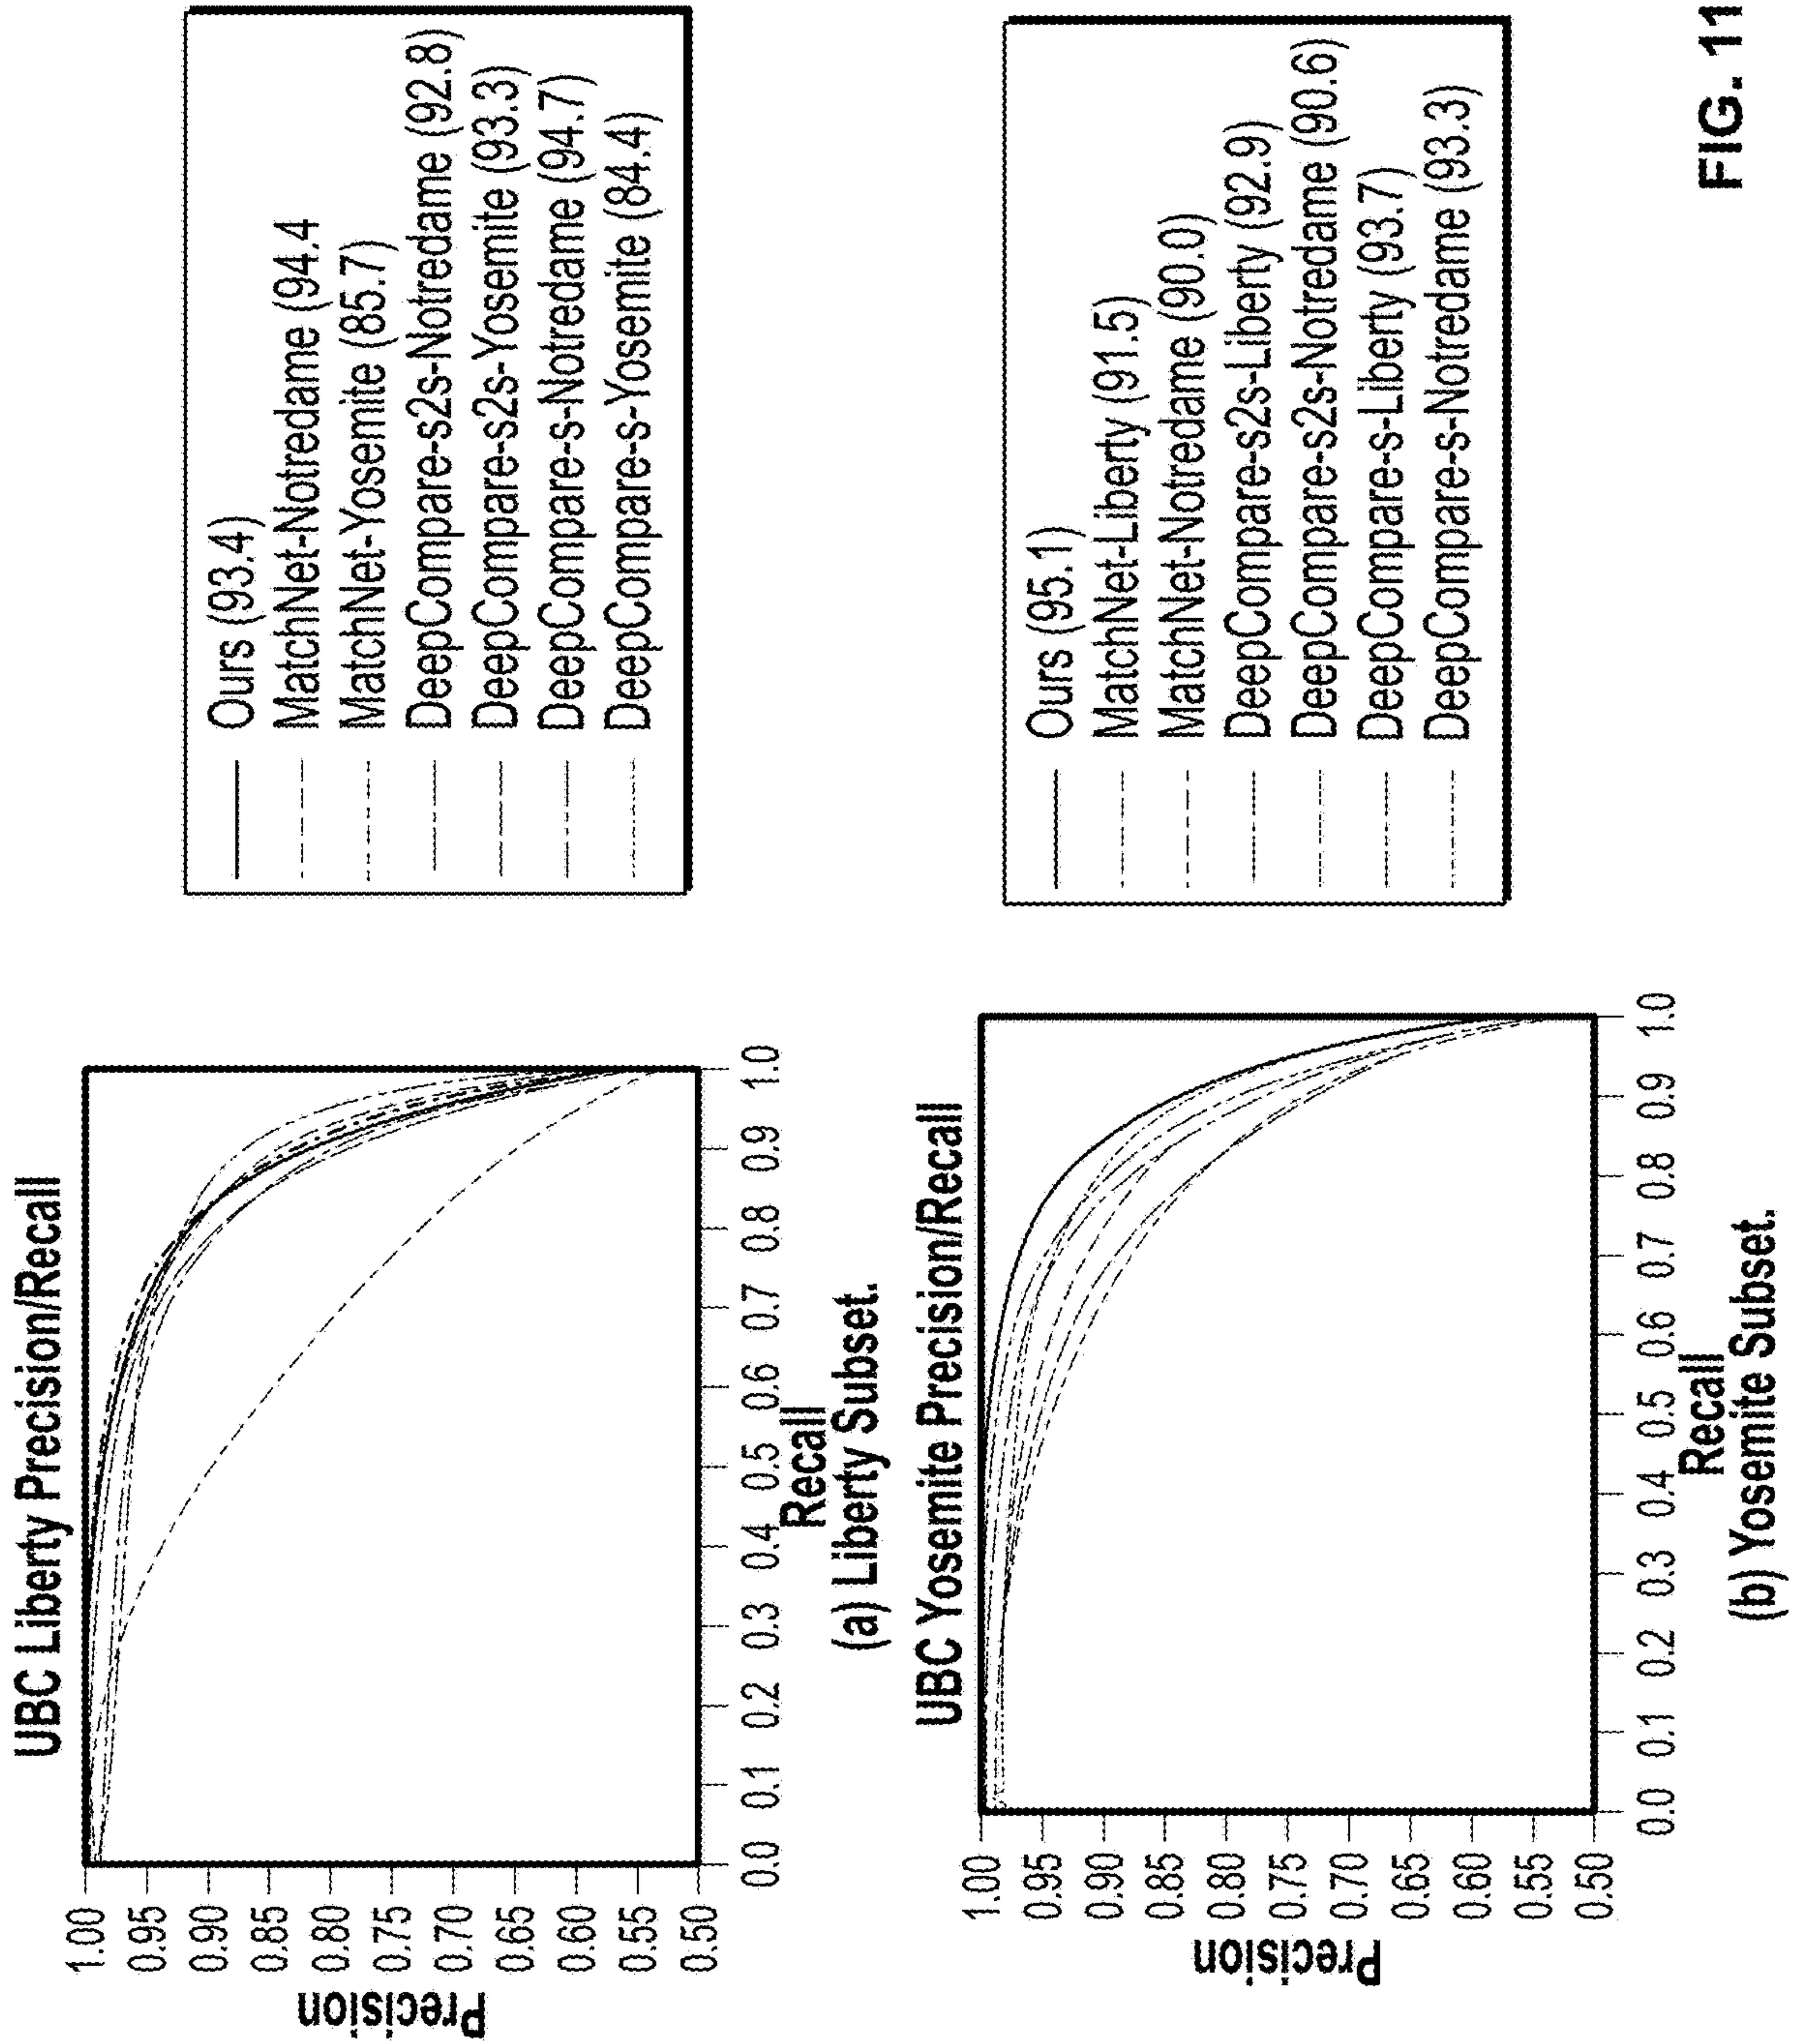 UBC Liberty Precision/Recall
Precision
1.00
0.95
0.90
0.85
0.80
0.75
0.70
0.65
0.60
0.55
0.50
0.0 0.1 0.2 0.3 0.4 0.5 0.6 0.7 0.8 0.9 1.0
Recall
(a) Liberty Subset.
Ours (93.4)
MatchNet-Notredame (94.4
MatchNet-Yosemite (85.7)
DeepCompare-s2s-Notredame (92.8)
DeepCompare-s2s-Yosemite (93.3)
DeepCompare-s-Notredame (94.7)
DeepCompare-s-Yosemite (84.4)
UBC Yosemite Precision/Recall
Precision
1.00
0.95
0.90
0.85
0.80
0.75
0.70
0.65
0.60
0.55
0.50
0.0 0.1 0.2 0.3 0.4 0.5 0.6 0.7 0.8 0.9 1.0
Recall
(b) Yosemite Subset.
Ours (95.1)
MatchNet-Liberty (91.5)
MatchNet-Notredame (90.0)
DeepCompare-s2s-Liberty (92.9)
DeepCompare-s2s-Notredame (90.6)
DeepCompare-s-Liberty (93.7)
DeepCompare-s-Notredame (93.3)
FIG. 11